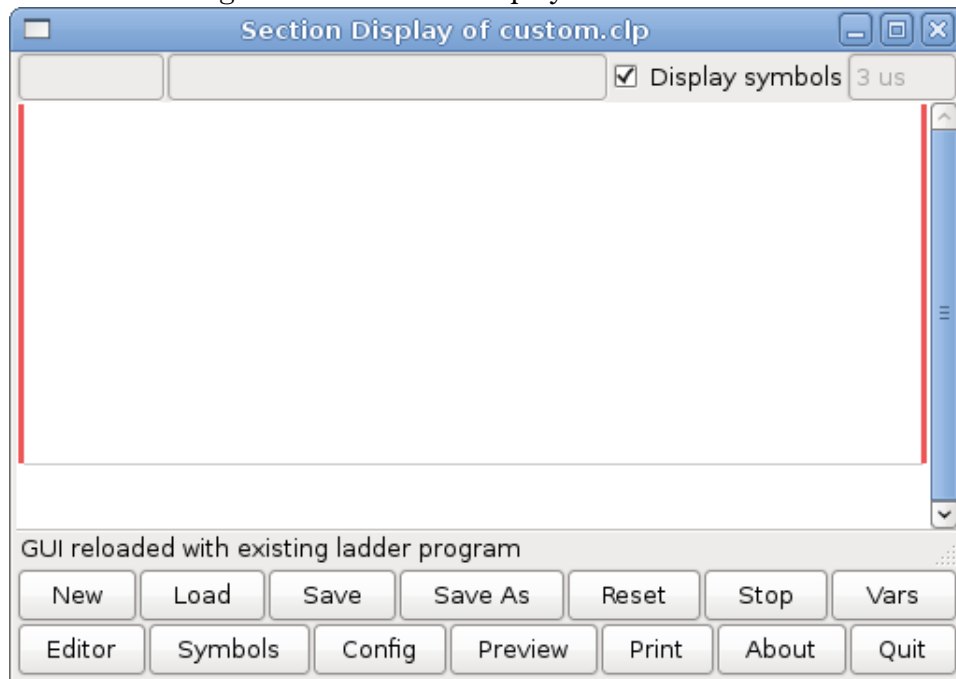 Section Display of custom.clp
Display symbols 3 us
GUI reloaded with existing ladder program
New Load Save Save As Reset Stop Vars
Editor Symbols Config Preview Print About Quit